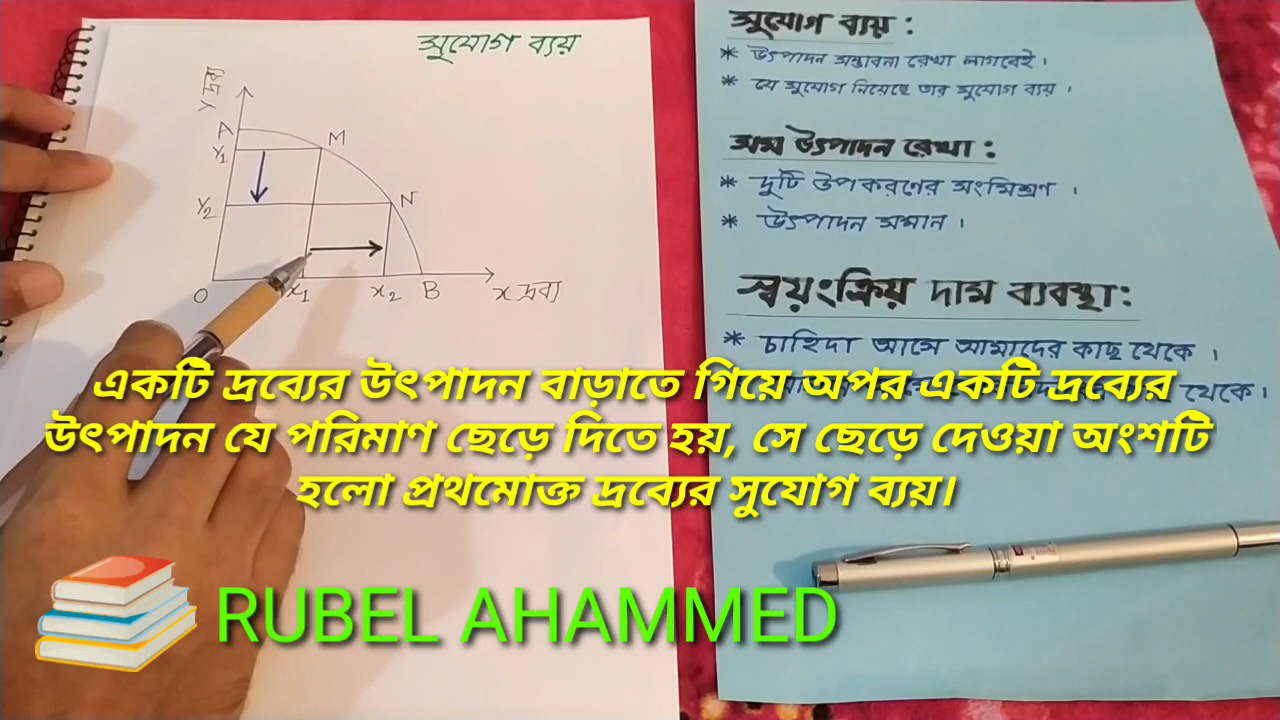 সুযোগ ব্যয়
Y দ্রব্য
A
M
Y1
Y2
N
O
x1
x2
B
x দ্রব্য
সুযোগ ব্যয় :
* উৎপাদন সম্ভাবনা রেখা লাগবেই।
* যে সুযোগ নিয়েছে তার সুযোগ ব্যয়।
সম উৎপাদন রেখা :
* দুটি উপকরণের সংমিশ্রণ।
* উৎপাদন সমান।
স্বয়ংক্রিয় দাম ব্যবস্থা:
* চাহিদা আসে আমাদের কাছ থেকে।
থেকে।
একটি দ্রব্যের উৎপাদন বাড়াতে গিয়ে অপর একটি দ্রব্যের
উৎপাদন যে পরিমাণ ছেড়ে দিতে হয়, সে ছেড়ে দেওয়া অংশটি
হলো প্রথমোক্ত দ্রব্যের সুযোগ ব্যয়।
RUBEL AHAMMED